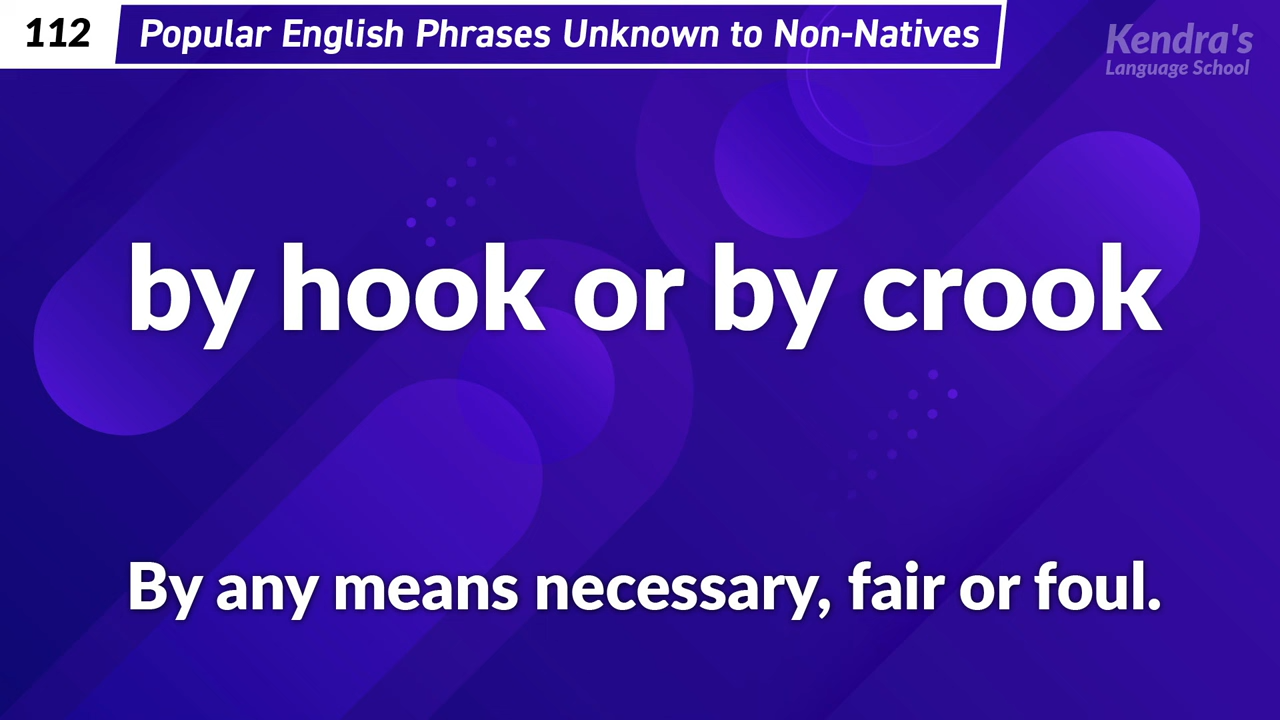 112 Popular English Phrases Unknown to Non-Natives
Kendra's
Language School
by hook or by crook
By any means necessary, fair or foul.